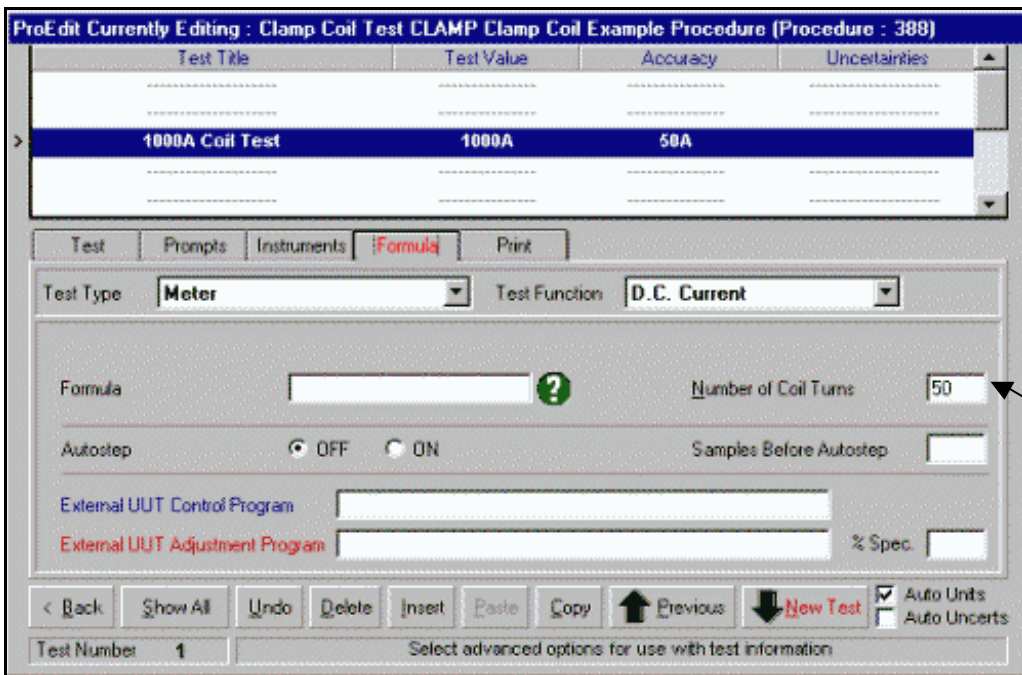 ProEdit Currently Editing : Clamp Coil Test CLAMP Clamp Coil Example Procedure (Procedure : 388)
Test Title Test Value Accuracy Uncertainties
--------------------- ---------------- ---------------- ---------------------
--------------------- ---------------- ---------------- ---------------------
> 1000A Coil Test 1000A 50A
--------------------- ---------------- ---------------- ---------------------
--------------------- ---------------- ---------------- ---------------------
Test Prompts Instruments Formula Print
Test Type Meter Test Function D.C. Current
Formula ? Number of Coil Turns 50
Autostep OFF ON Samples Before Autostep
External UUT Control Program
External UUT Adjustment Program % Spec.
< Back Show All Undo Delete Insert Paste Copy Previous New Test Auto Units
Auto Uncerts
Test Number 1 Select advanced options for use with test information